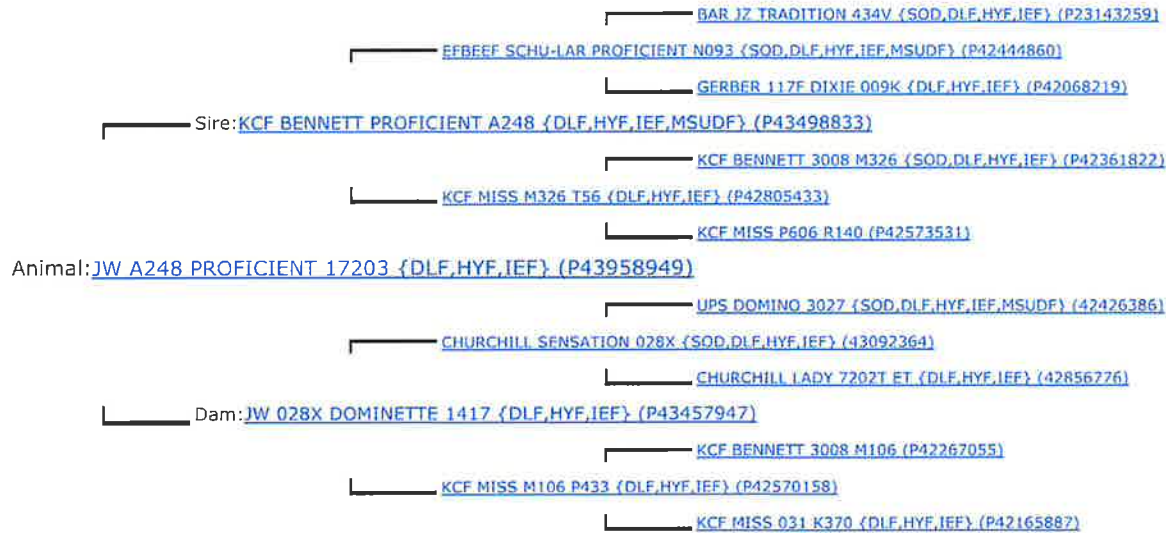 BAR JZ TRADITION 434V {SOD,DLF,HYF,IEF} (P23143259)
EFBEEF SCHU-LAR PROFICIENT N093 {SOD,DLF,HYF,IEF,MSUDF} (P42444860)
GERBER 117F DIXIE 009K {DLF,HYF,IEF} (P42068219)
Sire:KCF BENNETT PROFICIENT A248 {DLF,HYF,IEF,MSUDF} (P43498833)
KCF BENNETT 3008 M326 {SOD,DLF,HYF,IEF} (P42361822)
KCF MISS M326 T56 {DLF,HYF,IEF} (P42805433)
KCF MISS P606 R140 (P42573531)
Animal:JW A248 PROFICIENT 17203 {DLF,HYF,IEF} (P43958949)
UPS DOMINO 3027 {SOD,DLF,HYF,IEF,MSUDF} (42426386)
CHURCHILL SENSATION 028X {SOD,DLF,HYF,IEF} (43092364)
CHURCHILL LADY 7202T ET {DLF,HYF,IEF} (42856776)
Dam:JW 028X DOMINETTE 1417 {DLF,HYF,IEF} (P43457947)
KCF BENNETT 3008 M106 (P42267055)
KCF MISS M106 P433 {DLF,HYF,IEF} (P42570158)
KCF MISS 031 K370 {DLF,HYF,IEF} (P42165887)